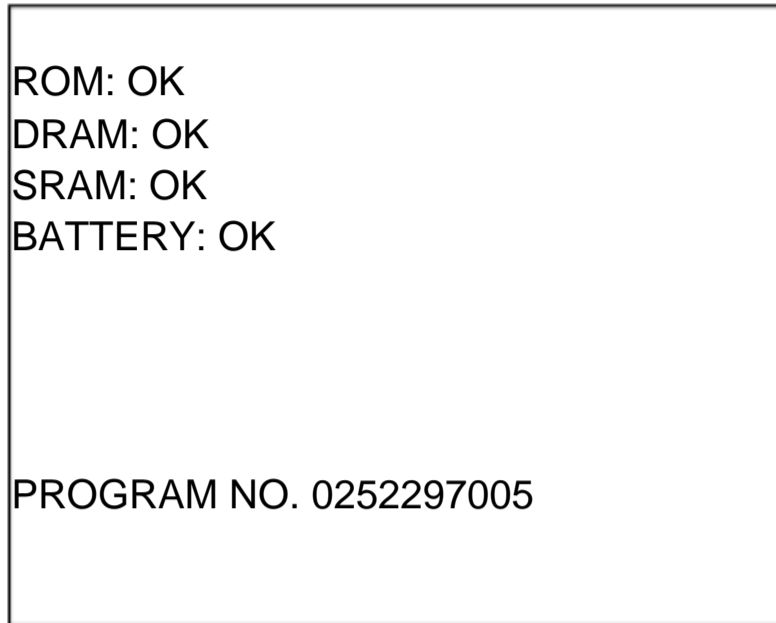 ROM: OK
DRAM: OK
SRAM: OK
BATTERY: OK
PROGRAM NO. 0252297005